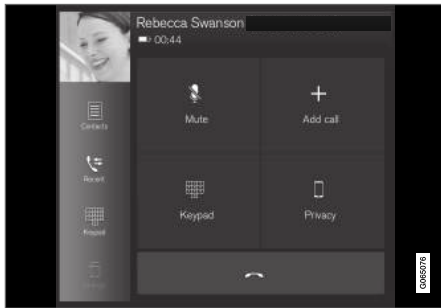 Rebecca Swanson
00:44
Mute
Add call
Contacts
Recent
Keypad
Privacy
Keypad
G065076